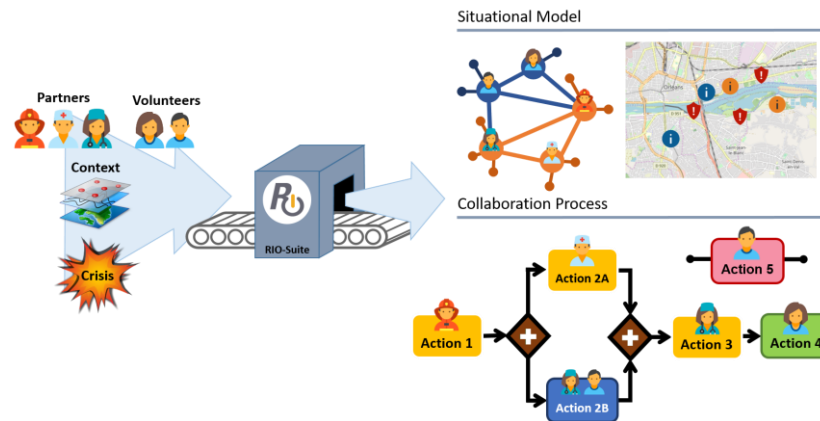 Situational Model
Partners
Volunteers
Context
Crisis
RIO-Suite
Orléans
Collaboration Process
Action 1
Action 2A
Action 2B
Action 3
Action 4
Action 5